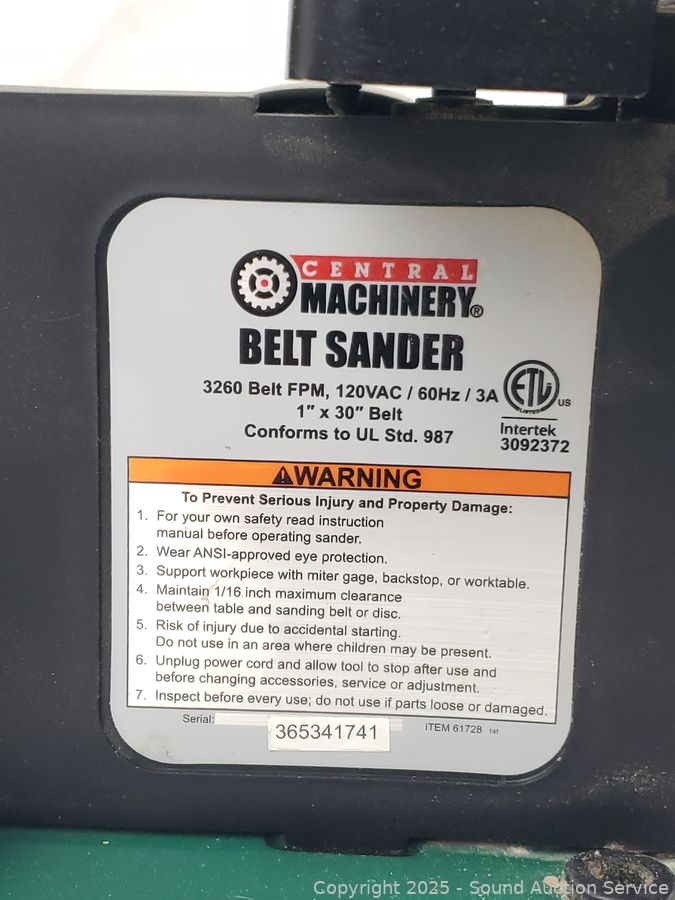 CENTRAL
MACHINERY®
BELT SANDER
3260 Belt FPM, 120VAC / 60Hz / 3A
1" x 30" Belt
Conforms to UL Std. 987
ETL
LISTED
US
Intertek
3092372
⚠WARNING
To Prevent Serious Injury and Property Damage:
1. For your own safety read instruction
manual before operating sander.
2. Wear ANSI-approved eye protection.
3. Support workpiece with miter gage, backstop, or worktable.
4. Maintain 1/16 inch maximum clearance
between table and sanding belt or disc.
5. Risk of injury due to accidental starting.
Do not use in an area where children may be present.
6. Unplug power cord and allow tool to stop after use and
before changing accessories, service or adjustment.
7. Inspect before every use; do not use if parts loose or damaged.
Serial: 365341741 ITEM 61728
Copyright 2025 - Sound Auction Service